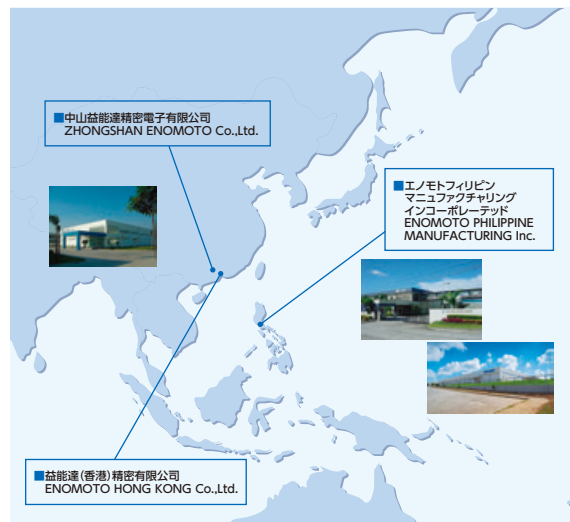 ■中山益能達精密電子有限公司
ZHONGSHAN ENOMOTO Co.,Ltd.
■エノモトフィリピン
マニュファクチャリング
インコーポレーテッド
ENOMOTO PHILIPPINE
MANUFACTURING Inc.
■益能達(香港)精密有限公司
ENOMOTO HONG KONG Co.,Ltd.